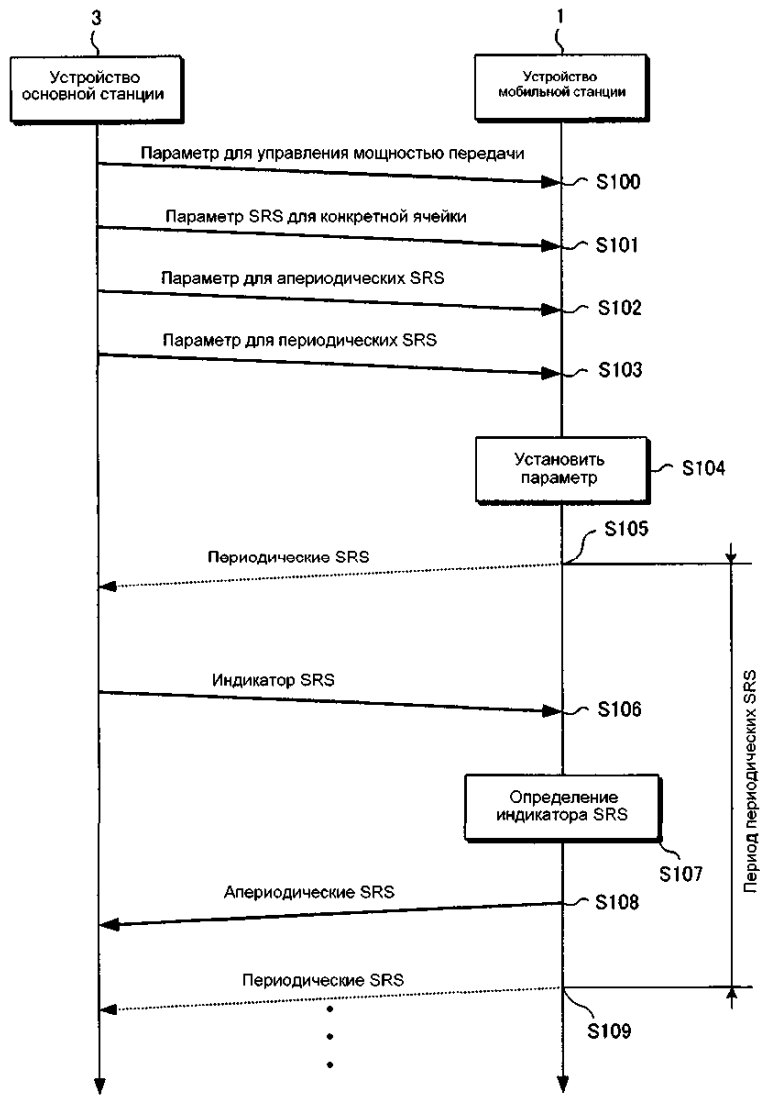 3
1
Устройство
основной станции
Устройство
мобильной станции
Параметр для управления мощностью передачи
S100
Параметр SRS для конкретной ячейки
S101
Параметр для апериодических SRS
S102
Параметр для периодических SRS
S103
Установить
параметр
S104
S105
Периодические SRS
Индикатор SRS
S106
Период периодических SRS
Определение
индикатора SRS
S107
Апериодические SRS
S108
Периодические SRS
S109